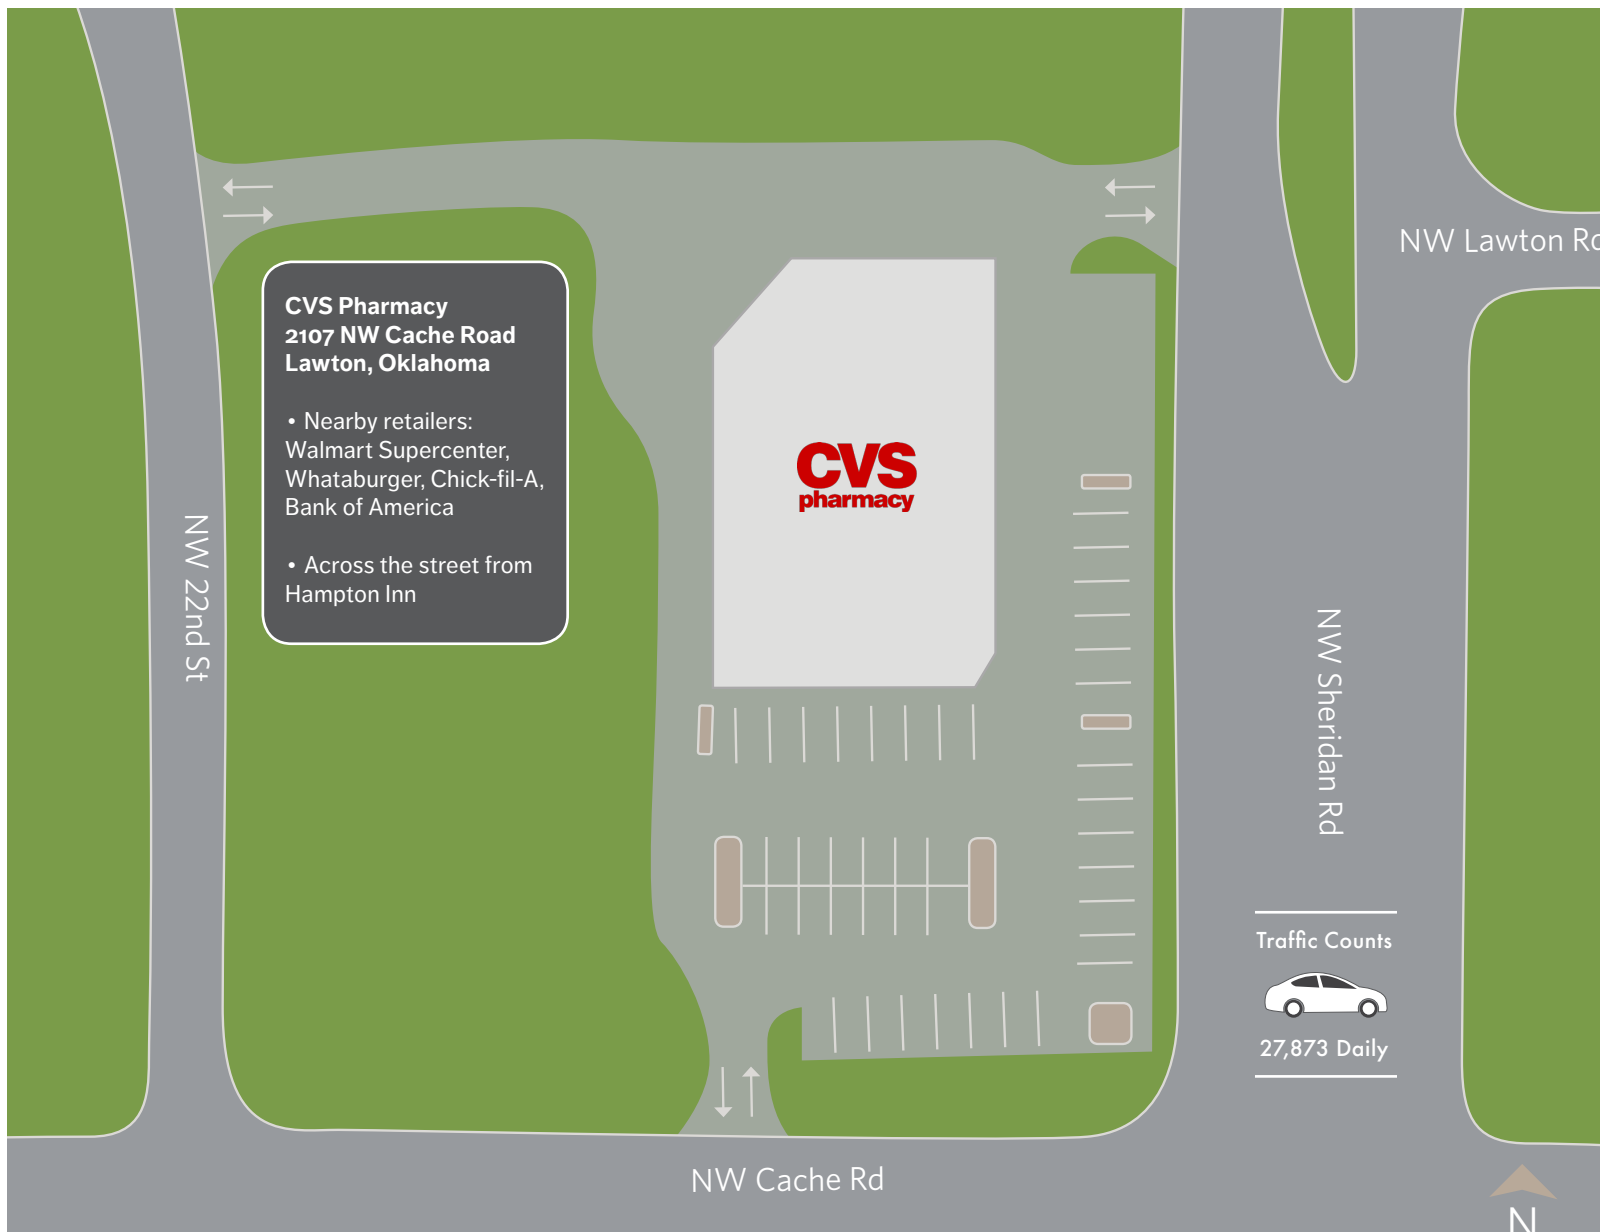 NW Lawton Rd
CVS Pharmacy
2107 NW Cache Road
Lawton, Oklahoma
• Nearby retailers:
Walmart Supercenter,
Whataburger, Chick-fil-A,
Bank of America
• Across the street from
Hampton Inn
CVS
pharmacy
NW 22nd St
NW Sheridan Rd
Traffic Counts
27,873 Daily
NW Cache Rd
N